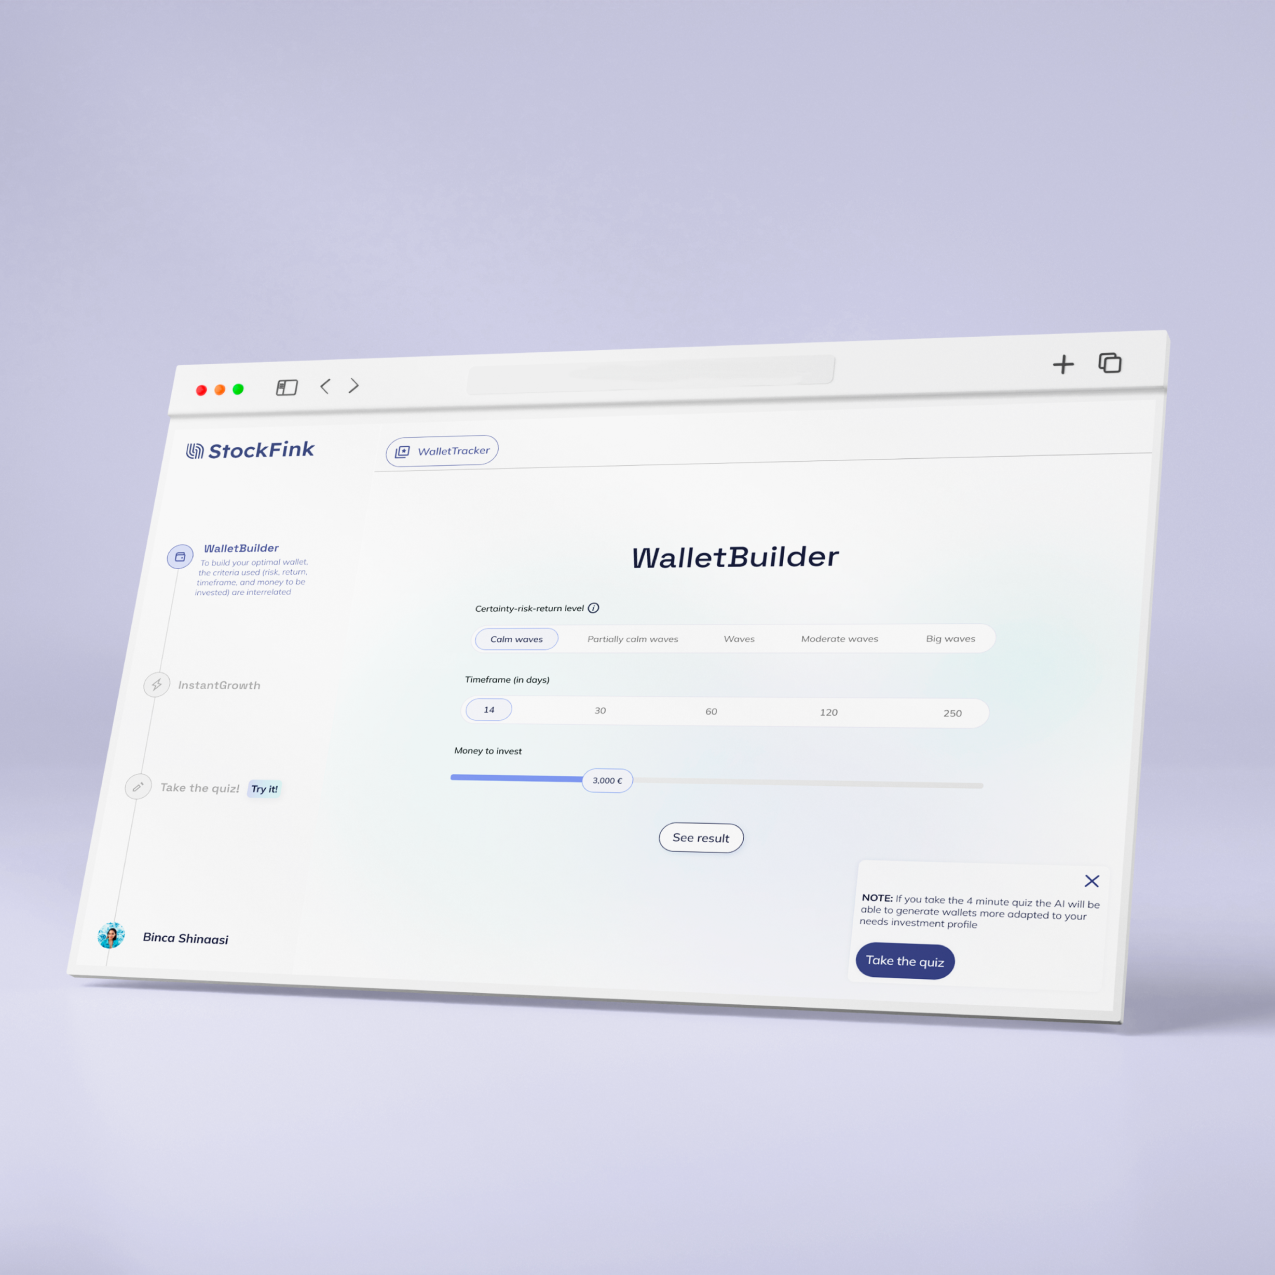 StockFink
WalletTracker
WalletBuilder
To build your optimal wallet,
the criteria used (risk, return,
timeframe, and money to be
invested) are interrelated
InstantGrowth
Take the quiz! Try it!
Binca Shinaasi
WalletBuilder
Certainty-risk-return level i
Calm waves Partially calm waves Waves Moderate waves Big waves
Timeframe (in days)
14 30 60 120 250
Money to invest
3,000 €
See result
NOTE: If you take the 4 minute quiz the AI will be
able to generate wallets more adapted to your
needs investment profile
Take the quiz